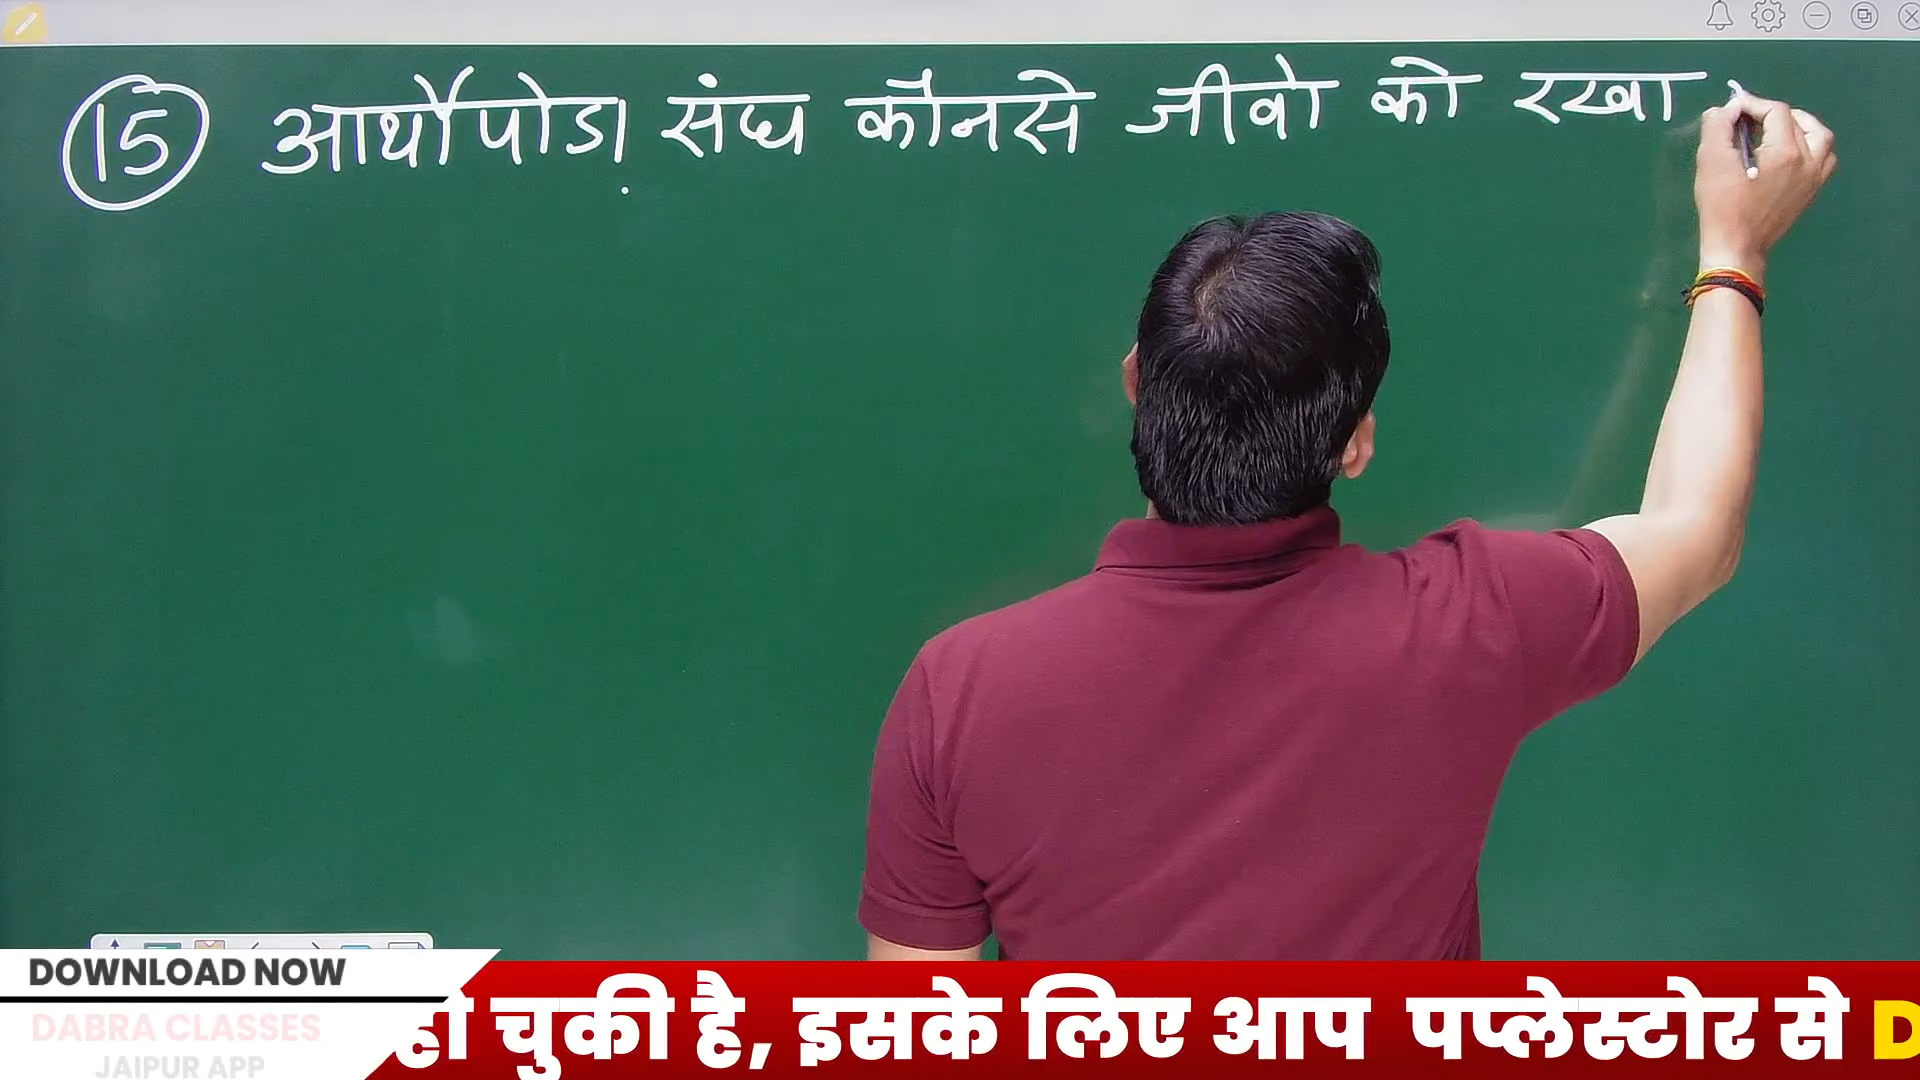 15 आर्थोपोडा संघ कौनसे जीवो को रखा
DOWNLOAD NOW
DABRA CLASSES
JAIPUR APP
हो चुकी है, इसके लिए आप पप्लेस्टोर से D